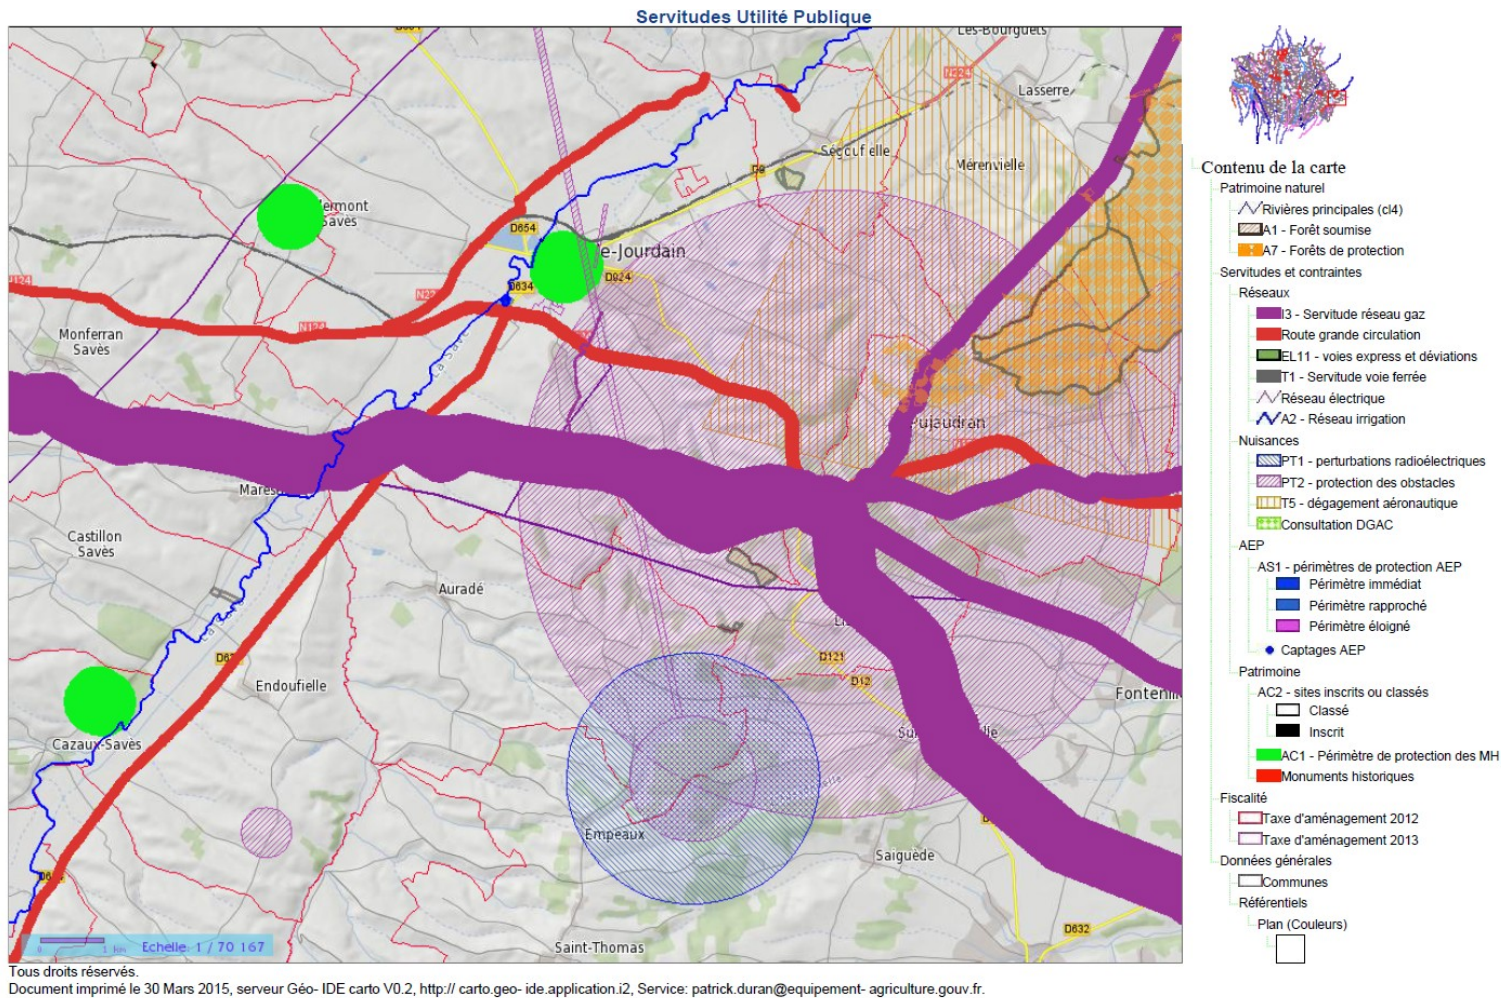 Servitudes Utilité Publique
Les-Bourguets
N224
Lasserre
Ségoufielle
Mérenvielle
D9
ermont
Savès
D654
e-Jourdain
D924
D634
N124
Monferran
Savès
La Save
Pujaudran
Castillon
Savès
Auradé
D121
D12
Endoufielle
Cazaux-Savès
Empeaux
Saiguède
D632
Saint-Thomas
0 1 km Echelle: 1 / 70 167
Contenu de la carte
Patrimoine naturel
Rivières principales (cl4)
A1 - Forêt soumise
A7 - Forêts de protection
Servitudes et contraintes
Réseaux
I3 - Servitude réseau gaz
Route grande circulation
EL11 - voies express et déviations
T1 - Servitude voie ferrée
Réseau électrique
A2 - Réseau irrigation
Nuisances
PT1 - perturbations radioélectriques
PT2 - protection des obstacles
T5 - dégagement aéronautique
Consultation DGAC
AEP
AS1 - périmètres de protection AEP
Périmètre immédiat
Périmètre rapproché
Périmètre éloigné
Captages AEP
Patrimoine
AC2 - sites inscrits ou classés
Classé
Inscrit
AC1 - Périmètre de protection des MH
Monuments historiques
Fiscalité
Taxe d'aménagement 2012
Taxe d'aménagement 2013
Données générales
Communes
Référentiels
Plan (Couleurs)
Tous droits réservés.
Document imprimé le 30 Mars 2015, serveur Géo- IDE carto V0.2, http:// carto.geo- ide.application.i2, Service: patrick.duran@equipement- agriculture.gouv.fr.